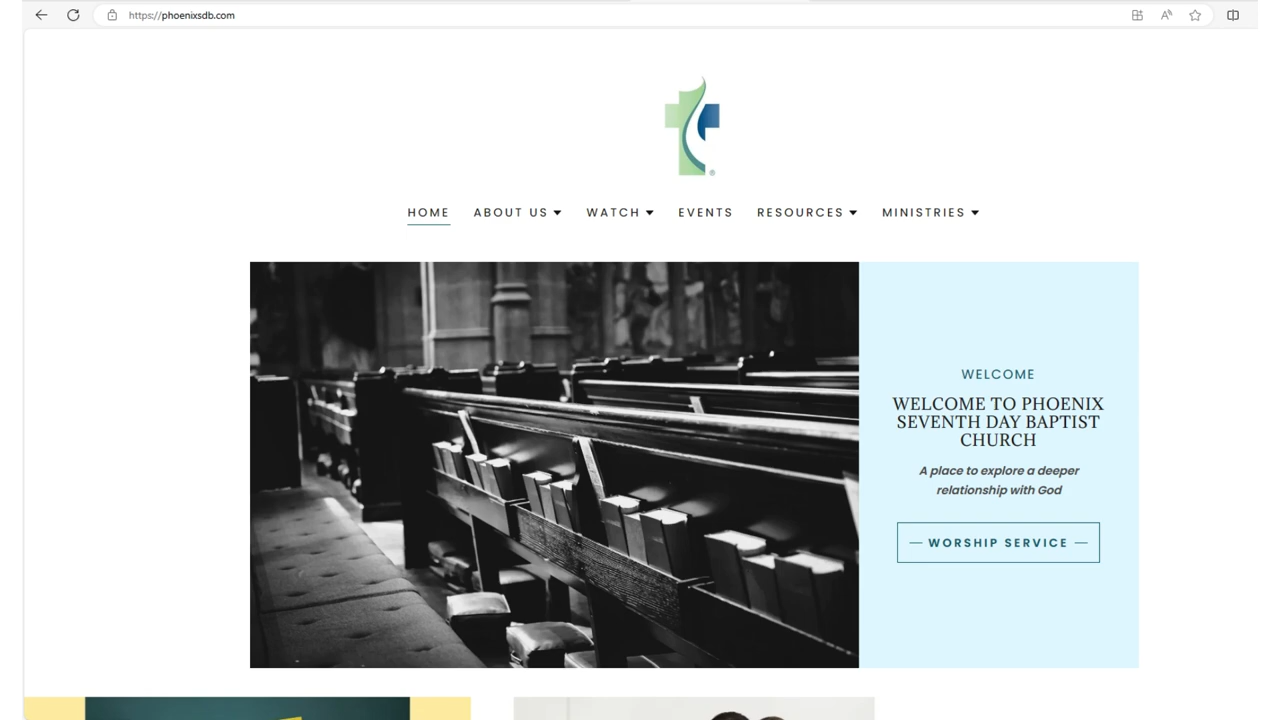 https://phoenixsdb.com
®
HOME ABOUT US WATCH EVENTS RESOURCES MINISTRIES
WELCOME
WELCOME TO PHOENIX
SEVENTH DAY BAPTIST
CHURCH
A place to explore a deeper
relationship with God
— WORSHIP SERVICE —